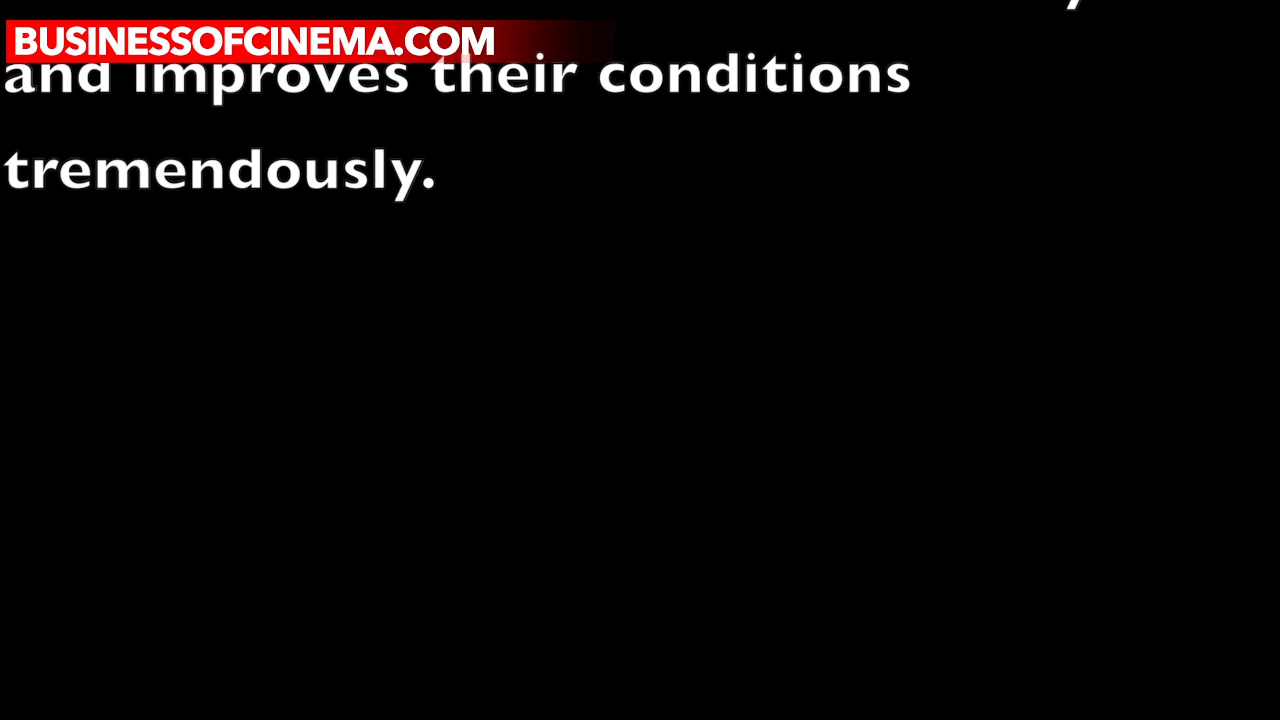 BUSINESSOFCINEMA.COM
and improves their conditions
tremendously.